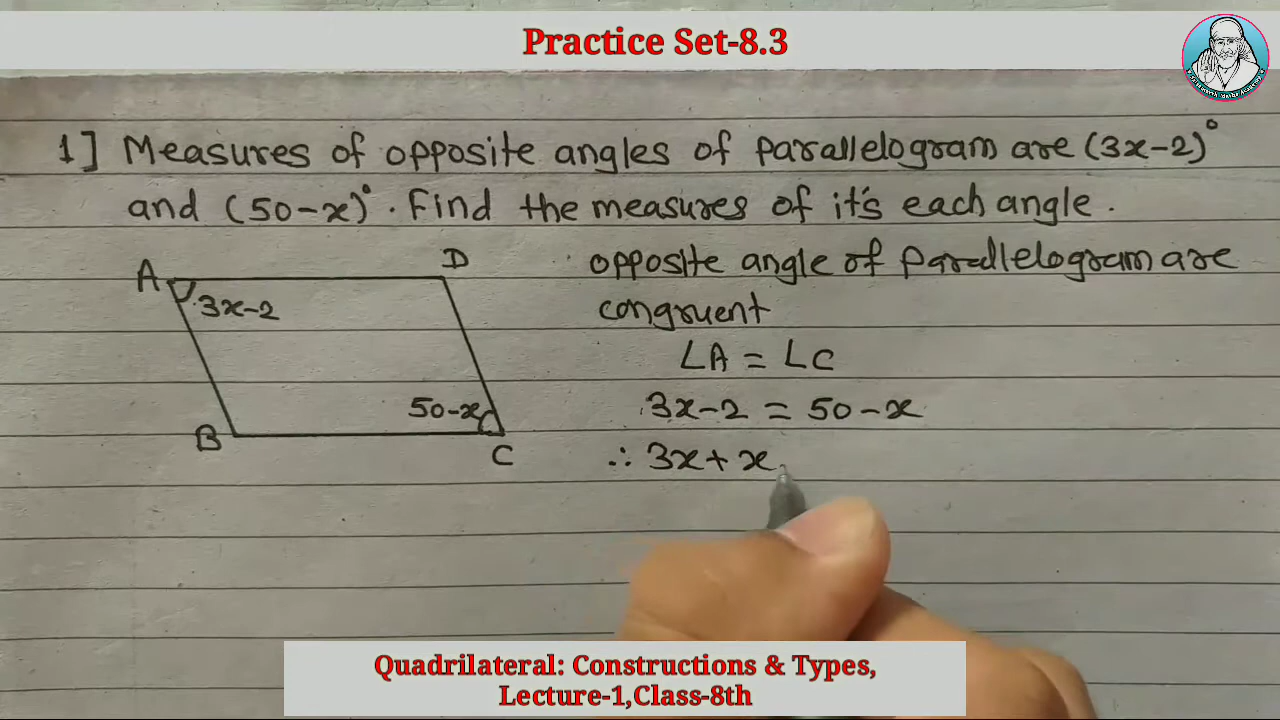 Practice Set-8.3
1] Measures of opposite angles of parallelogram are (3x-2)°
and (50-x)°. Find the measures of it's each angle.
A
D
3x-2
50-x
B
C
opposite angle of parallelogram are
congruent
∠A = ∠C
3x-2 = 50-x
∴ 3x+x
Quadrilateral: Constructions & Types,
Lecture-1,Class-8th